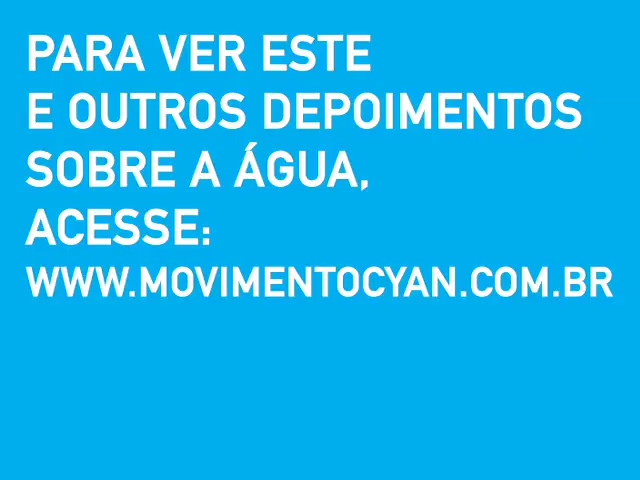 PARA VER ESTE
E OUTROS DEPOIMENTOS
SOBRE A ÁGUA,
ACESSE:
WWW.MOVIMENTOCYAN.COM.BR